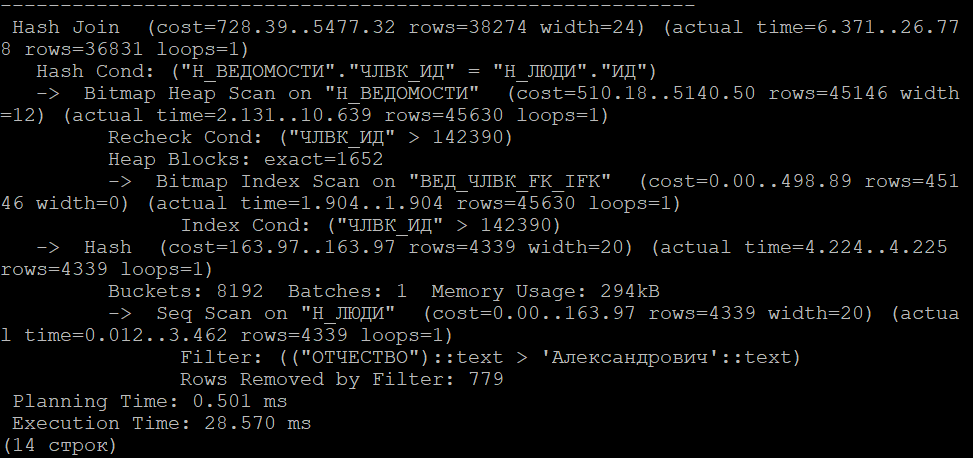 ----------------------------------------------------------
Hash Join  (cost=728.39..5477.32 rows=38274 width=24) (actual time=6.371..26.77
8 rows=36831 loops=1)
   Hash Cond: ("Н_ВЕДОМОСТИ"."ЧЛВК_ИД" = "Н_ЛЮДИ"."ИД")
   ->  Bitmap Heap Scan on "Н_ВЕДОМОСТИ"  (cost=510.18..5140.50 rows=45146 width
=12) (actual time=2.131..10.639 rows=45630 loops=1)
         Recheck Cond: ("ЧЛВК_ИД" > 142390)
         Heap Blocks: exact=1652
         ->  Bitmap Index Scan on "ВЕД_ЧЛВК_FK_IFK"  (cost=0.00..498.89 rows=451
46 width=0) (actual time=1.904..1.904 rows=45630 loops=1)
               Index Cond: ("ЧЛВК_ИД" > 142390)
   ->  Hash  (cost=163.97..163.97 rows=4339 width=20) (actual time=4.224..4.225
rows=4339 loops=1)
         Buckets: 8192  Batches: 1  Memory Usage: 294kB
         ->  Seq Scan on "Н_ЛЮДИ"  (cost=0.00..163.97 rows=4339 width=20) (actua
l time=0.012..3.462 rows=4339 loops=1)
               Filter: (("ОТЧЕСТВО")::text > 'Александрович'::text)
               Rows Removed by Filter: 779
Planning Time: 0.501 ms
Execution Time: 28.570 ms
(14 строк)